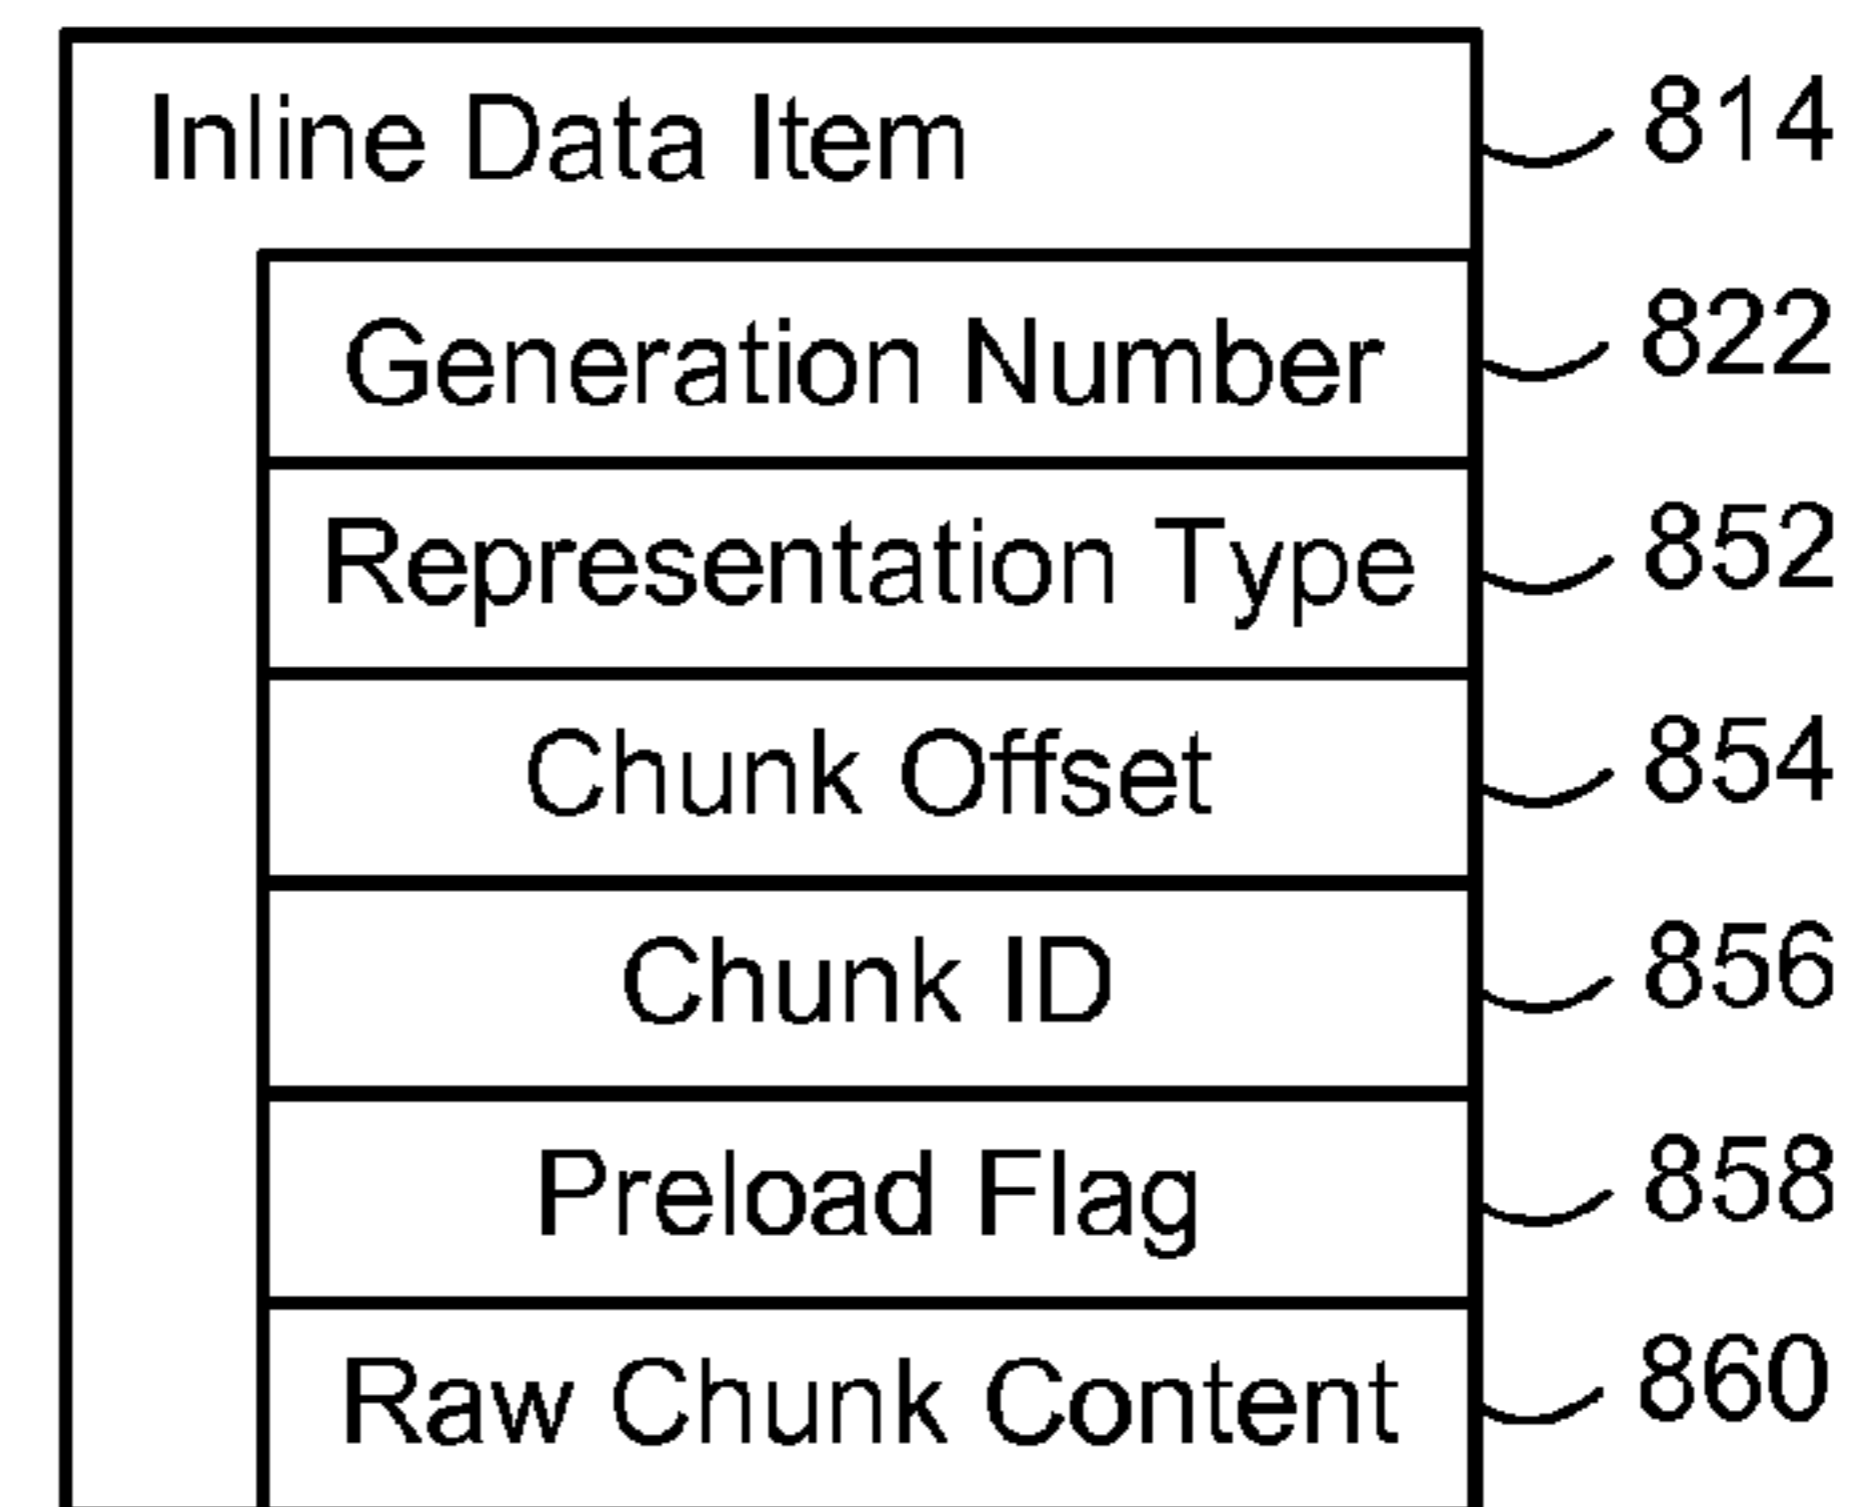 Inline Data Item 814
Generation Number 822
Representation Type 852
Chunk Offset 854
Chunk ID 856
Preload Flag 858
Raw Chunk Content 860